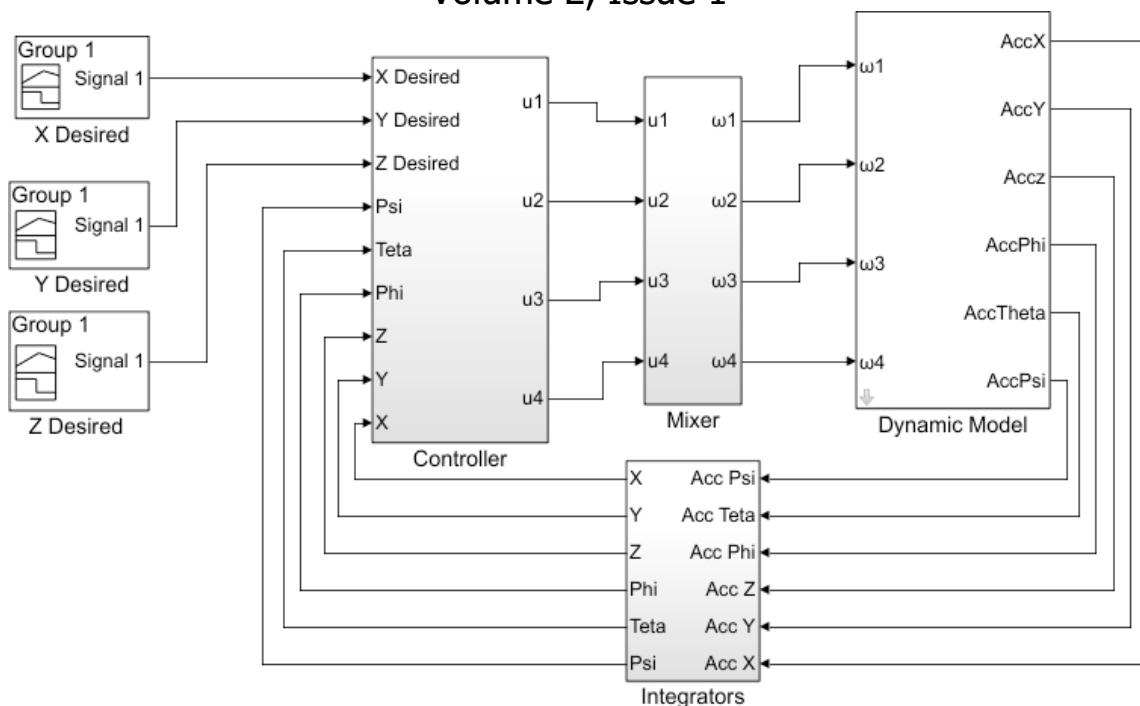 Volume 2, Issue 1
Group 1
Signal 1
X Desired
Group 1
Signal 1
Y Desired
Group 1
Signal 1
Z Desired
X Desired
Y Desired
Z Desired
Psi
Teta
Phi
Z
Y
X
u1
u2
u3
u4
Controller
u1
u2
u3
u4
ω1
ω2
ω3
ω4
Mixer
ω1
ω2
ω3
ω4
AccX
AccY
Accz
AccPhi
AccTheta
AccPsi
Dynamic Model
X
Y
Z
Phi
Teta
Psi
Acc Psi
Acc Teta
Acc Phi
Acc Z
Acc Y
Acc X
Integrators